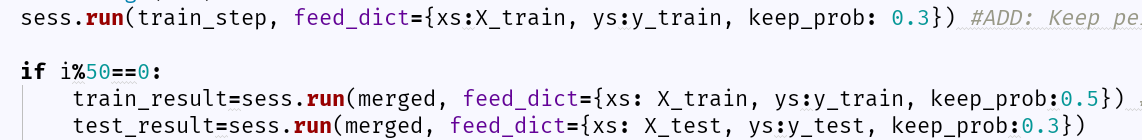 sess.run(train_step, feed_dict={xs:X_train, ys:y_train, keep_prob: 0.3}) #ADD: Keep
if i%50==0:
train_result=sess.run(merged, feed_dict={xs: X_train, ys:y_train, keep_prob:0.5})
test_result=sess.run(merged, feed_dict={xs: X_test, ys:y_test, keep_prob:0.3})